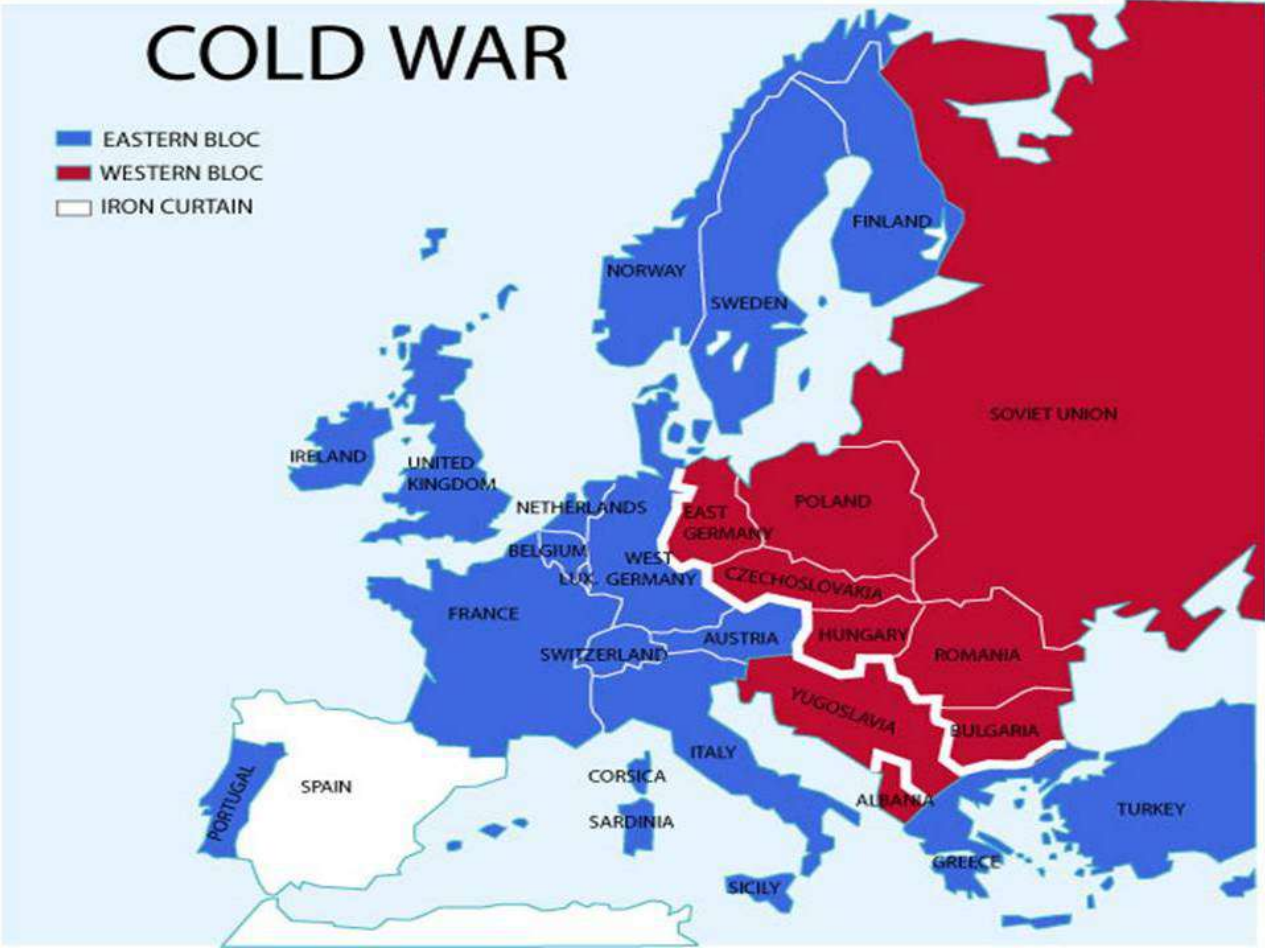 COLD WAR
EASTERN BLOC
WESTERN BLOC
IRON CURTAIN
FINLAND
NORWAY
SWEDEN
SOVIET UNION
IRELAND
UNITED
KINGDOM
NETHERLANDS
POLAND
EAST
GERMANY
BELGIUM
WEST
GERMANY
LUX.
CZECHOSLOVAKIA
FRANCE
AUSTRIA
HUNGARY
SWITZERLAND
ROMANIA
YUGOSLAVIA
BULGARIA
ITALY
CORSICA
SPAIN
PORTUGAL
ALBANIA
TURKEY
SARDINIA
GREECE
SICILY